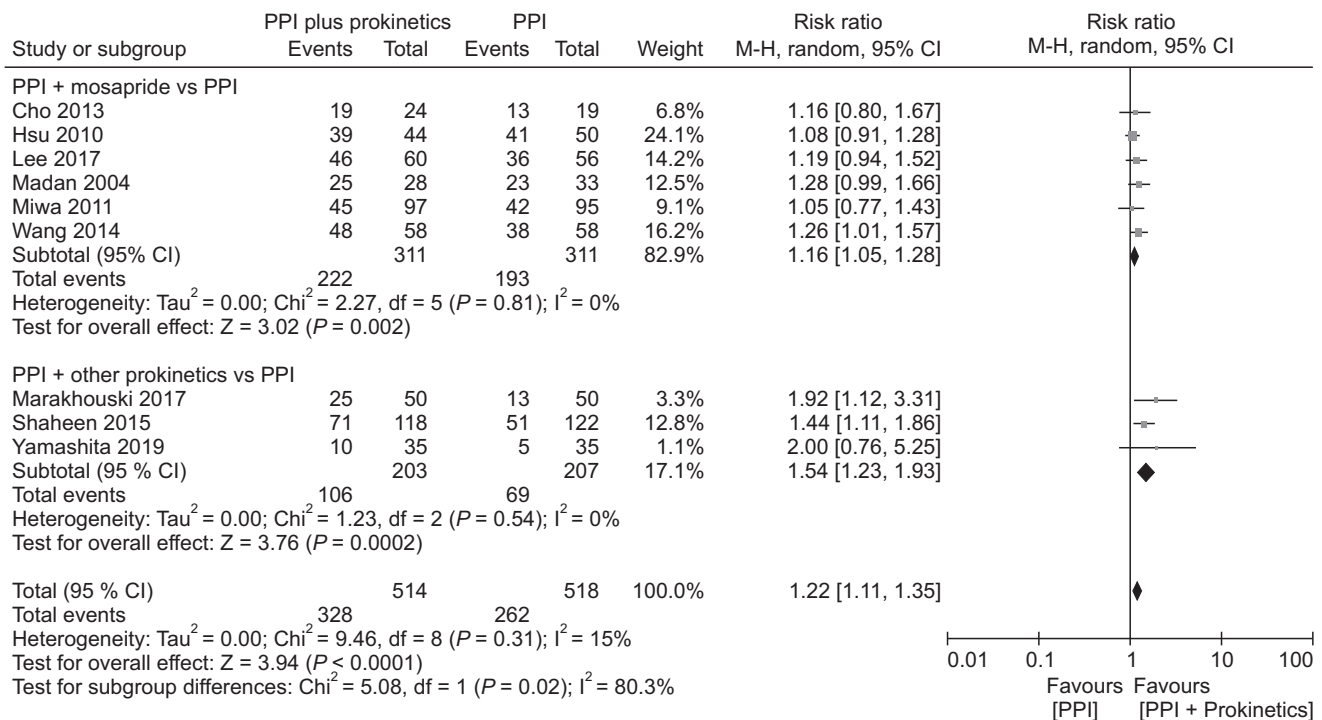 PPI plus prokinetics PPI Risk ratio Risk ratio
Study or subgroup Events Total Events Total Weight M-H, random, 95% CI M-H, random, 95% CI
PPI + mosapride vs PPI
Cho 2013 19 24 13 19 6.8% 1.16 [0.80, 1.67]
Hsu 2010 39 44 41 50 24.1% 1.08 [0.91, 1.28]
Lee 2017 46 60 36 56 14.2% 1.19 [0.94, 1.52]
Madan 2004 25 28 23 33 12.5% 1.28 [0.99, 1.66]
Miwa 2011 45 97 42 95 9.1% 1.05 [0.77, 1.43]
Wang 2014 48 58 38 58 16.2% 1.26 [1.01, 1.57]
Subtotal (95% CI) 311 311 82.9% 1.16 [1.05, 1.28]
Total events 222 193
Heterogeneity: Tau² = 0.00; Chi² = 2.27, df = 5 (P = 0.81); I² = 0%
Test for overall effect: Z = 3.02 (P = 0.002)
PPI + other prokinetics vs PPI
Marakhouski 2017 25 50 13 50 3.3% 1.92 [1.12, 3.31]
Shaheen 2015 71 118 51 122 12.8% 1.44 [1.11, 1.86]
Yamashita 2019 10 35 5 35 1.1% 2.00 [0.76, 5.25]
Subtotal (95 % CI) 203 207 17.1% 1.54 [1.23, 1.93]
Total events 106 69
Heterogeneity: Tau² = 0.00; Chi² = 1.23, df = 2 (P = 0.54); I² = 0%
Test for overall effect: Z = 3.76 (P = 0.0002)
Total (95 % CI) 514 518 100.0% 1.22 [1.11, 1.35]
Total events 328 262
Heterogeneity: Tau² = 0.00; Chi² = 9.46, df = 8 (P = 0.31); I² = 15%
Test for overall effect: Z = 3.94 (P < 0.0001)
Test for subgroup differences: Chi² = 5.08, df = 1 (P = 0.02); I² = 80.3%
0.01 0.1 1 10 100
Favours Favours
[PPI] [PPI + Prokinetics]